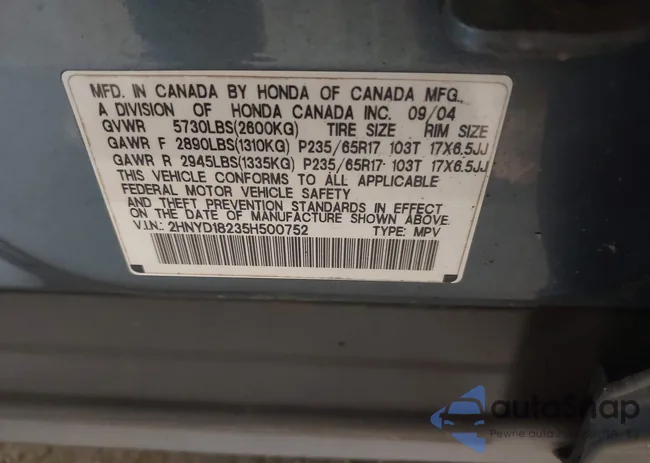 MFD. IN CANADA BY HONDA OF CANADA MFG.,
A DIVISION OF HONDA CANADA INC. 09/04
GVWR 5730LBS(2600KG) TIRE SIZE RIM SIZE
GAWR F 2890LBS(1310KG) P235/65R17 103T 17X6.5JJ
GAWR R 2945LBS(1335KG) P235/65R17 103T 17X6.5JJ
THIS VEHICLE CONFORMS TO ALL APPLICABLE
FEDERAL MOTOR VEHICLE SAFETY
AND THEFT PREVENTION STANDARDS IN EFFECT
ON THE DATE OF MANUFACTURE SHOWN ABOVE.
V.I.N.: 2HNYD18235H500752 TYPE: MPV
autoSnap
Pewne auta